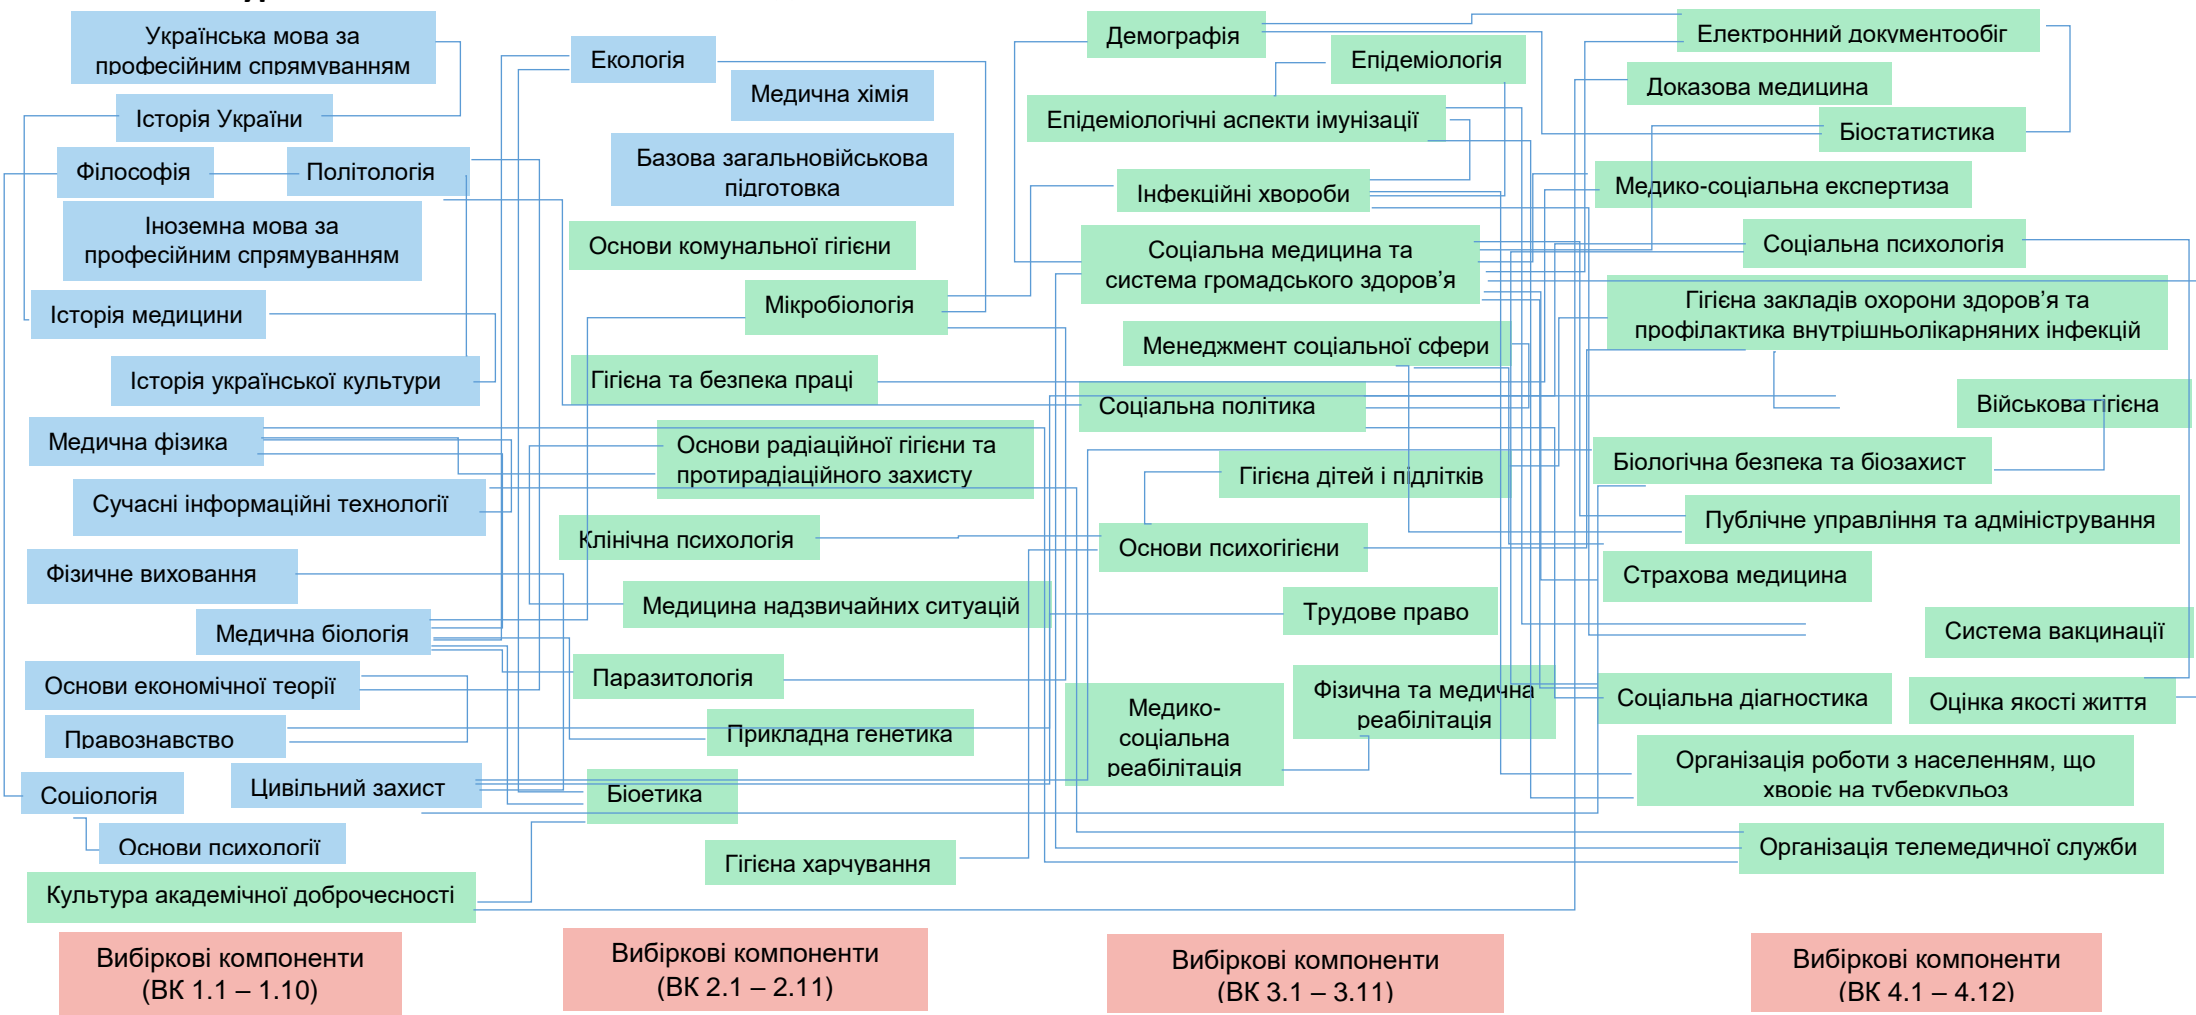 Українська мова за
професійним спрямуванням
Історія України
Філософія
Політологія
Іноземна мова за
професійним спрямуванням
Історія медицини
Історія української культури
Медична фізика
Сучасні інформаційні технології
Фізичне виховання
Медична біологія
Основи економічної теорії
Правознавство
Цивільний захист
Соціологія
Основи психології
Культура академічної доброчесності
Вибіркові компоненти
(ВК 1.1 – 1.10)
Екологія
Медична хімія
Базова загальновійськова
підготовка
Основи комунальної гігієни
Мікробіологія
Гігієна та безпека праці
Основи радіаційної гігієни та
протирадіаційного захисту
Клінічна психологія
Медицина надзвичайних ситуацій
Паразитологія
Прикладна генетика
Біоетика
Гігієна харчування
Вибіркові компоненти
(ВК 2.1 – 2.11)
Демографія
Епідеміологія
Епідеміологічні аспекти імунізації
Інфекційні хвороби
Соціальна медицина та
система громадського здоров’я
Менеджмент соціальної сфери
Соціальна політика
Гігієна дітей і підлітків
Основи психогігієни
Трудове право
Фізична та медична
реабілітація
Медико-
соціальна
реабілітація
Вибіркові компоненти
(ВК 3.1 – 3.11)
Електронний документообіг
Доказова медицина
Біостатистика
Медико-соціальна експертиза
Соціальна психологія
Гігієна закладів охорони здоров’я та
профілактика внутрішньолікарняних інфекцій
Військова гігієна
Біологічна безпека та біозахист
Публічне управління та адміністрування
Страхова медицина
Система вакцинації
Соціальна діагностика
Оцінка якості життя
Організація роботи з населенням, що
хворіє на туберкульоз
Організація телемедичної служби
Вибіркові компоненти
(ВК 4.1 – 4.12)